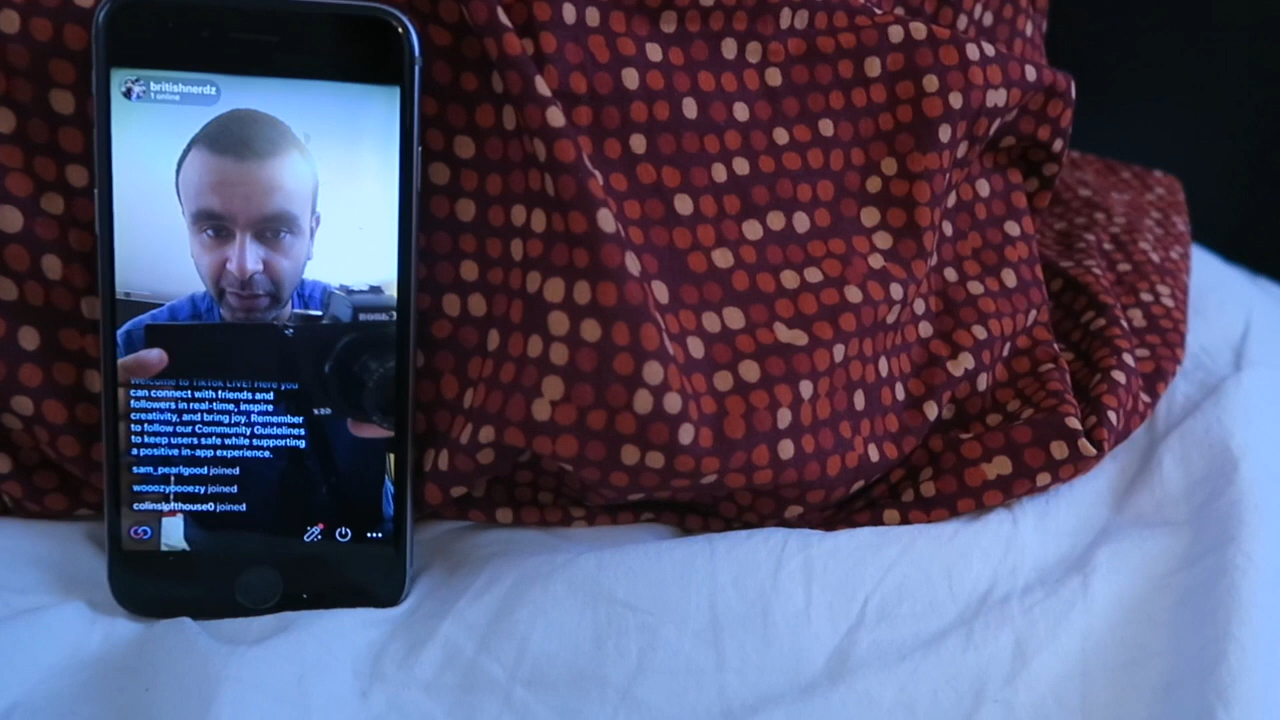 britishnerdz
1 online
Welcome to TikTok LIVE! Here you
can connect with friends and
followers in real-time, inspire
creativity, and bring joy. Remember
to follow our Community Guidelines
to keep users safe while supporting
a positive in-app experience.
sam_pearlgood joined
wooozyoooezy joined
colinslofthouse0 joined
Canon